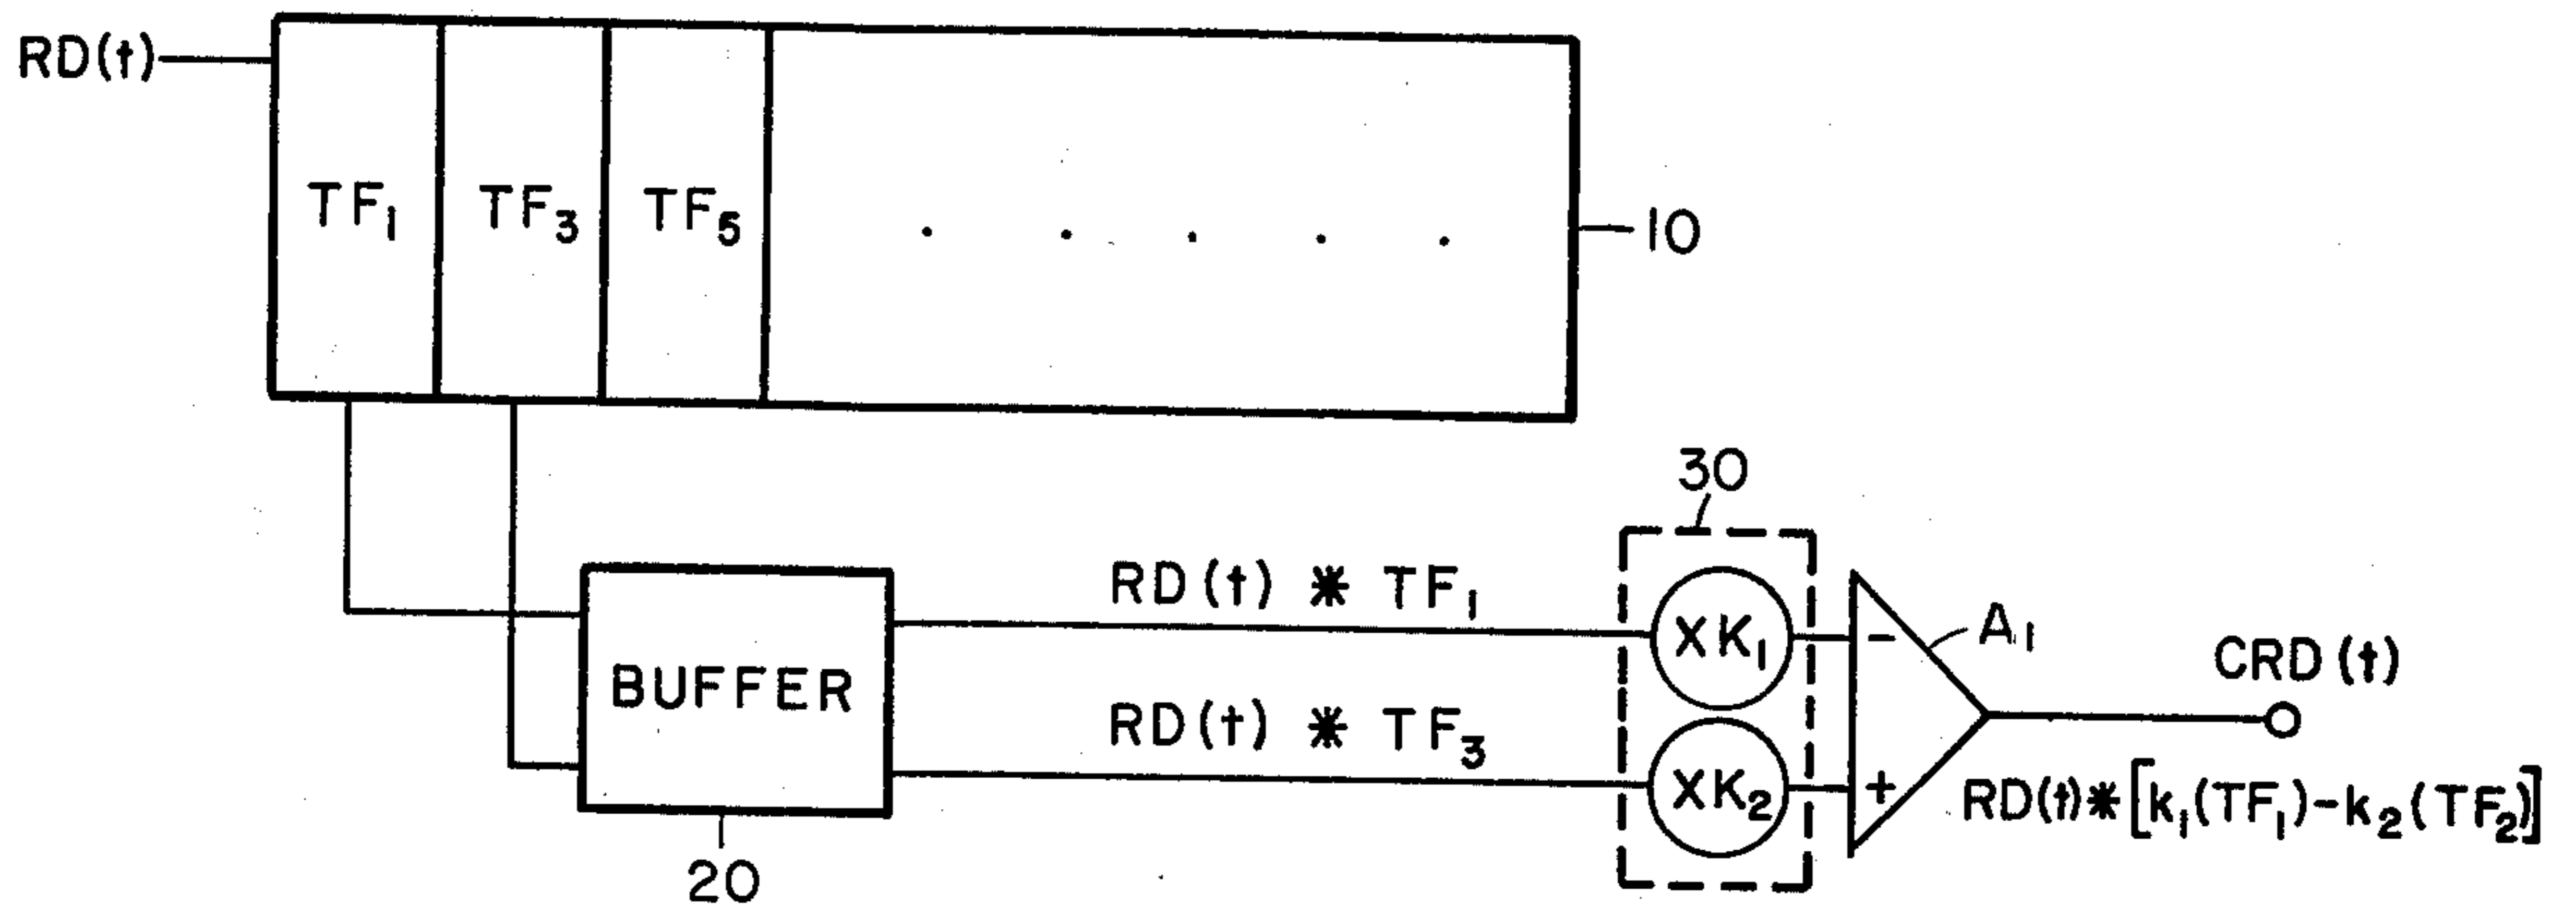 RD(t)
TF₁ TF₃ TF₅ . . . . .
10
30
RD(t) * TF₁
XK₁
-
A₁
CRD(t)
BUFFER
RD(t) * TF₃
XK₂
+
RD(t)*[k₁(TF₁)-k₂(TF₂)]
20